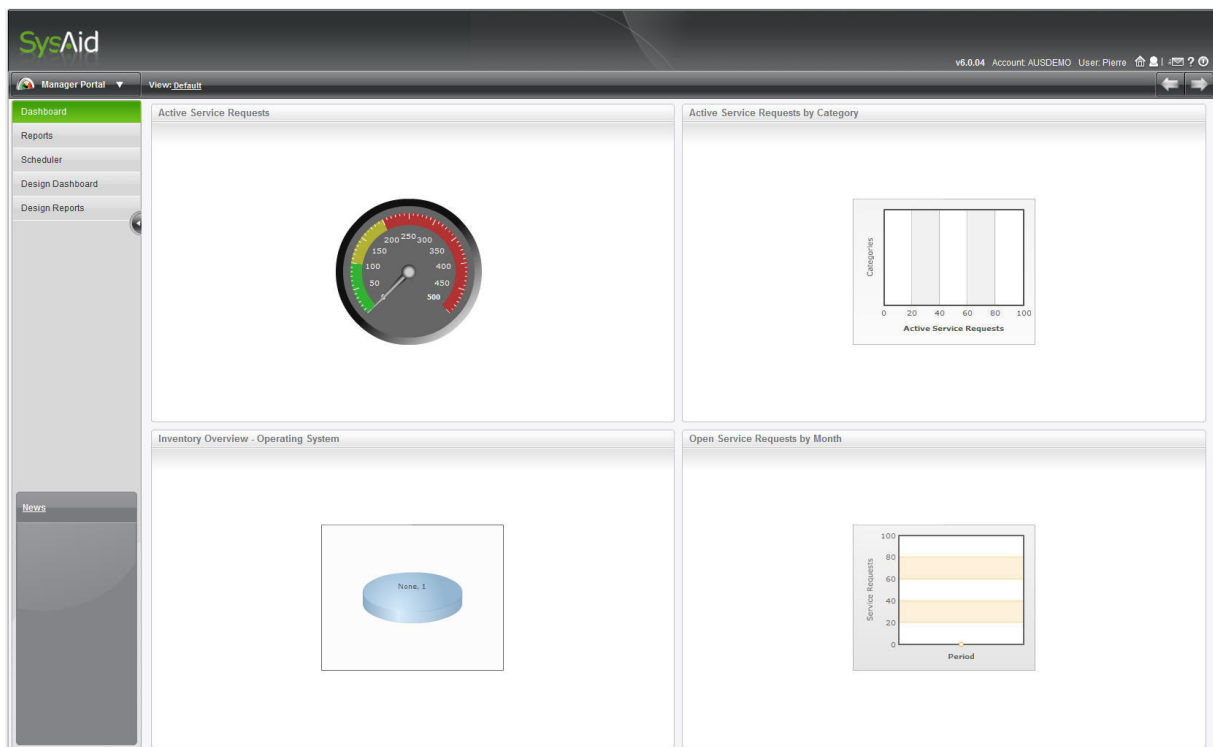 SysAid
v6.0.04 Account: AUSDEMO User: Pierre
Manager Portal
View: Default
Dashboard
Reports
Scheduler
Design Dashboard
Design Reports
News
Active Service Requests
0
50
100
150
200
250
300
350
400
450
500
Active Service Requests by Category
Categories
0 20 40 60 80 100
Active Service Requests
Inventory Overview - Operating System
None, 1
Open Service Requests by Month
Service Requests
100
80
60
40
20
0
Period